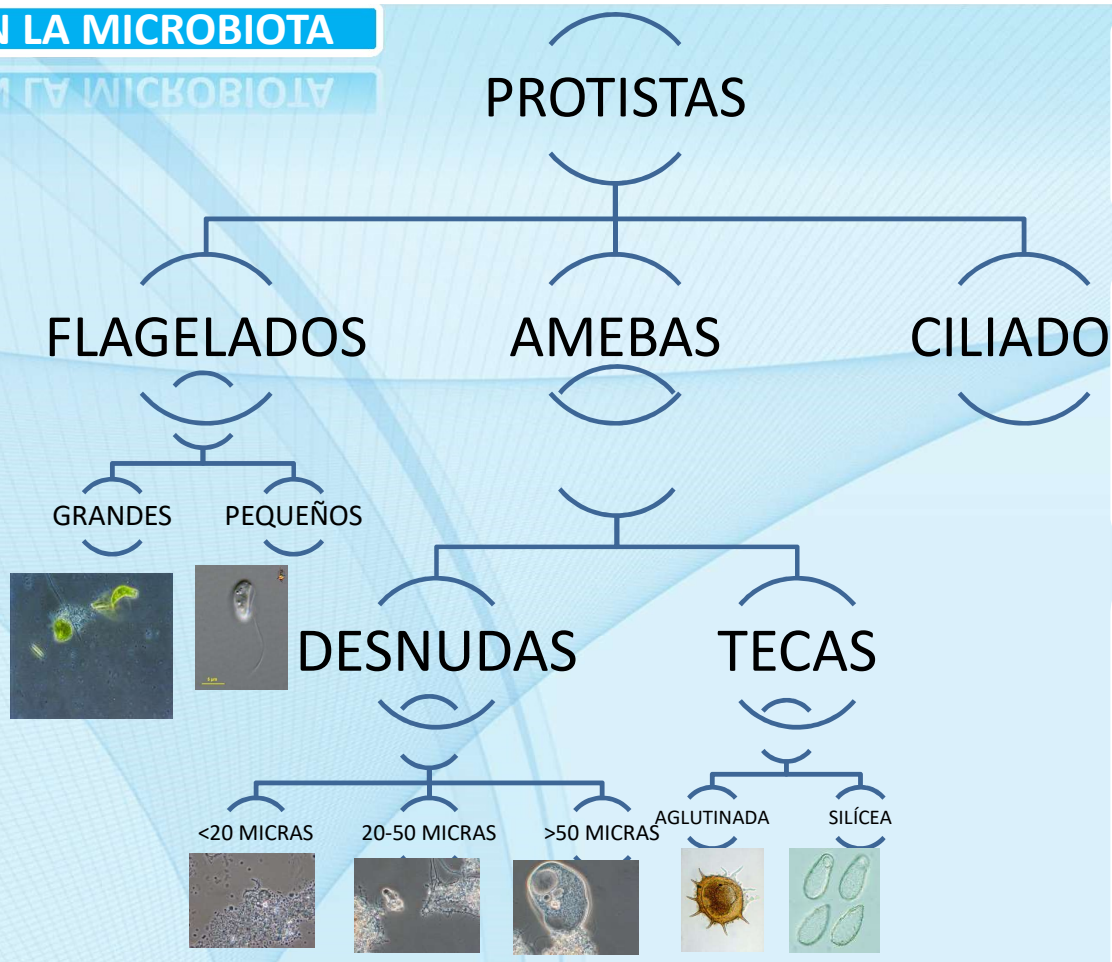 N LA MICROBIOTA
PROTISTAS
FLAGELADOS
AMEBAS
CILIADO
GRANDES
PEQUEÑOS
DESNUDAS
TECAS
<20 MICRAS
20-50 MICRAS
>50 MICRAS
AGLUTINADA
SILÍCEA